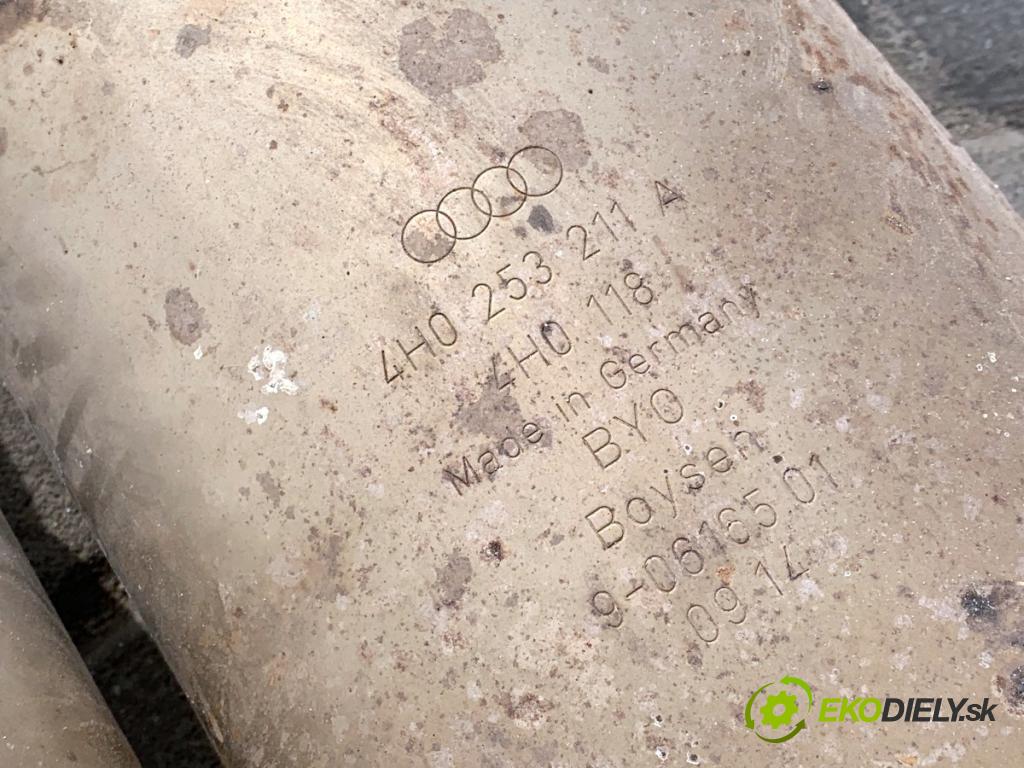 4H0 253 211 A
4H0 118
Made in Germany
BYO
Boysen
9-06165 01
09 14
EKODIELY.sk